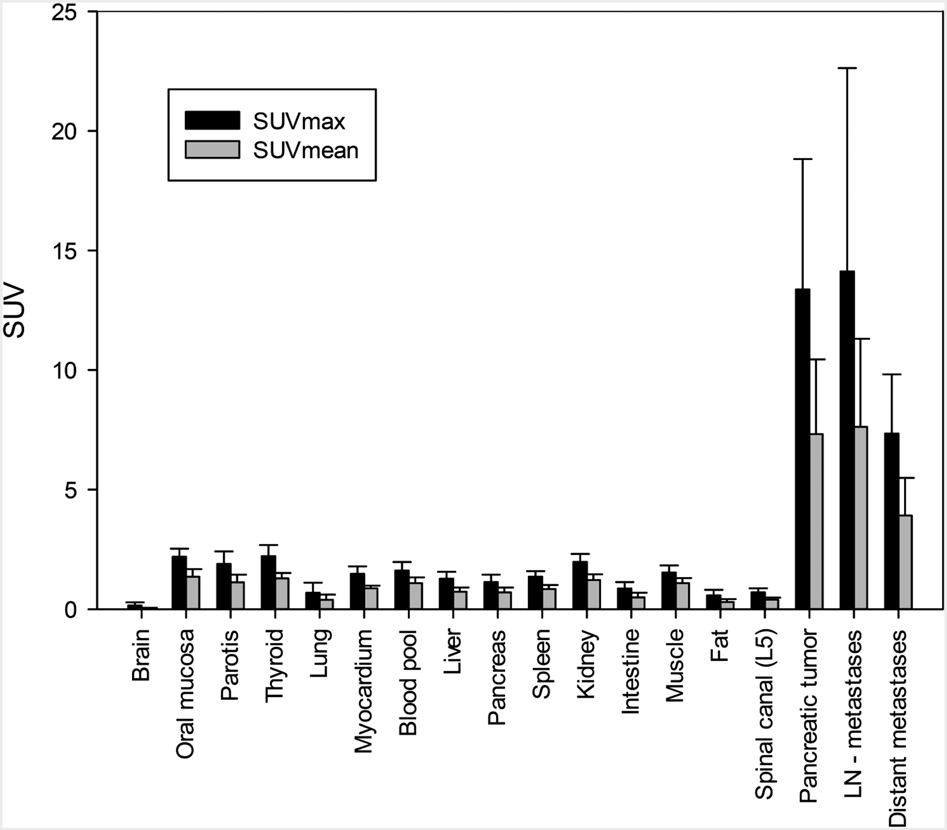 25
20
15
10
5
0
SUV
SUVmax
SUVmean
Brain
Oral mucosa
Parotis
Thyroid
Lung
Myocardium
Blood pool
Liver
Pancreas
Spleen
Kidney
Intestine
Muscle
Fat
Spinal canal (L5)
Pancreatic tumor
LN - metastases
Distant metastases